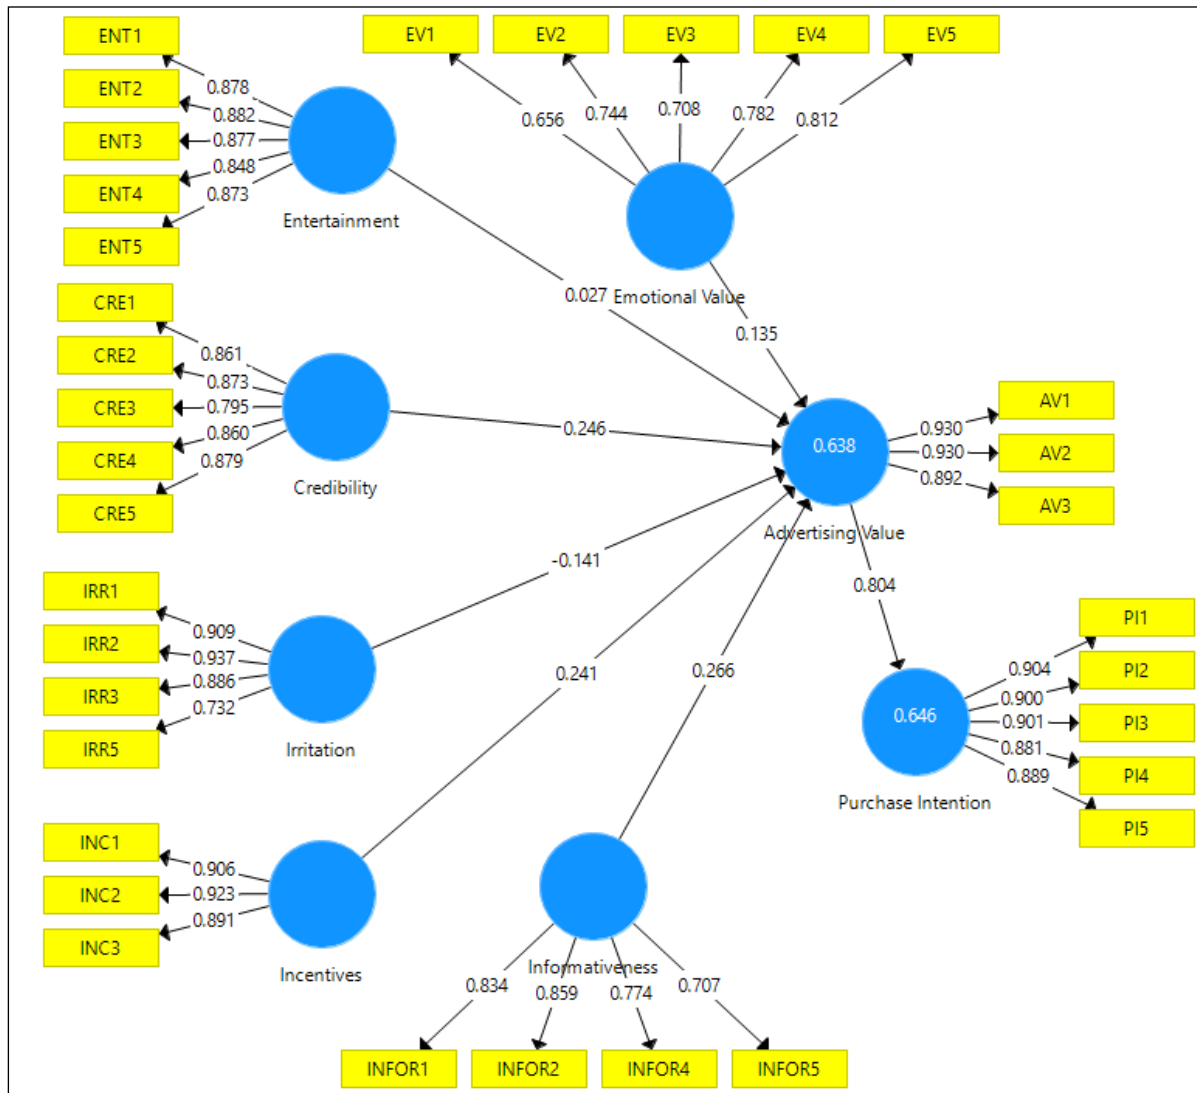 ENT1
ENT2
ENT3
ENT4
ENT5
0.878
0.882
0.877
0.848
0.873
Entertainment
EV1
EV2
EV3
EV4
EV5
0.656
0.744
0.708
0.782
0.812
Emotional Value
0.027
0.135
CRE1
CRE2
CRE3
CRE4
CRE5
0.861
0.873
0.795
0.860
0.879
Credibility
0.246
0.638
Advertising Value
0.930
0.930
0.892
AV1
AV2
AV3
IRR1
IRR2
IRR3
IRR5
0.909
0.937
0.886
0.732
Irritation
-0.141
0.241
0.266
0.804
0.646
Purchase Intention
0.904
0.900
0.901
0.881
0.889
PI1
PI2
PI3
PI4
PI5
INC1
INC2
INC3
0.906
0.923
0.891
Incentives
Informativeness
0.834
0.859
0.774
0.707
INFOR1
INFOR2
INFOR4
INFOR5